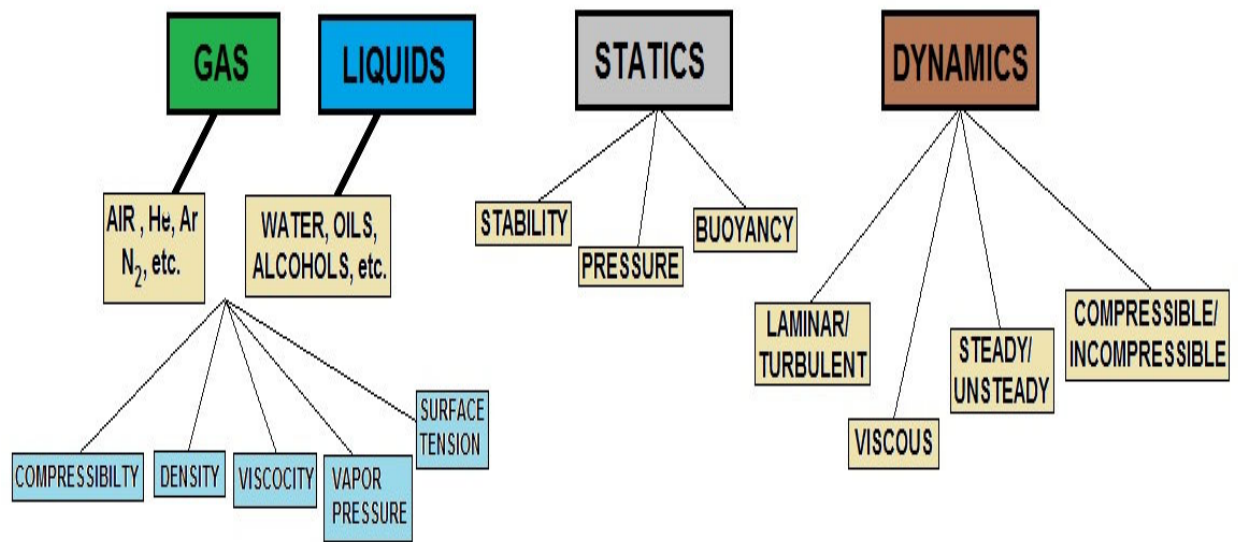 GAS
LIQUIDS
STATICS
DYNAMICS
AIR , He, Ar
N2, etc.
WATER, OILS,
ALCOHOLS, etc.
STABILITY
PRESSURE
BUOYANCY
LAMINAR/
TURBULENT
VISCOUS
STEADY/
UNSTEADY
COMPRESSIBLE/
INCOMPRESSIBLE
COMPRESSIBILTY
DENSITY
VISCOCITY
VAPOR
PRESSURE
SURFACE
TENSION